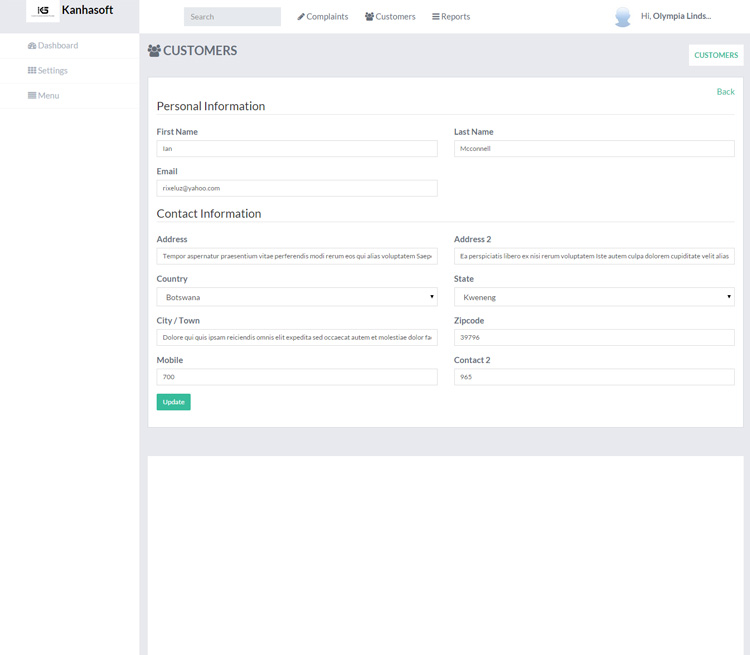 KS Kanhasoft
Search
Complaints
Customers
Reports
Hi, Olympia Linds...
Dashboard
Settings
Menu
CUSTOMERS
CUSTOMERS
Back
Personal Information
First Name
Last Name
Ian
Mcconnell
Email
rixeluz@yahoo.com
Contact Information
Address
Address 2
Tempor aspernatur praesentium vitae perferendis modi rerum eos qui alias voluptatem Saep
Ea perspiciatis libero ex nisi rerum voluptatem Iste autem culpa dolorem cupiditate velit alias
Country
State
Botswana
Kweneng
City / Town
Zipcode
Dolore qui quis ipsam reiciendis omnis elit expedita sed occaecat autem et molestiae dolor fa
39796
Mobile
Contact 2
700
965
Update